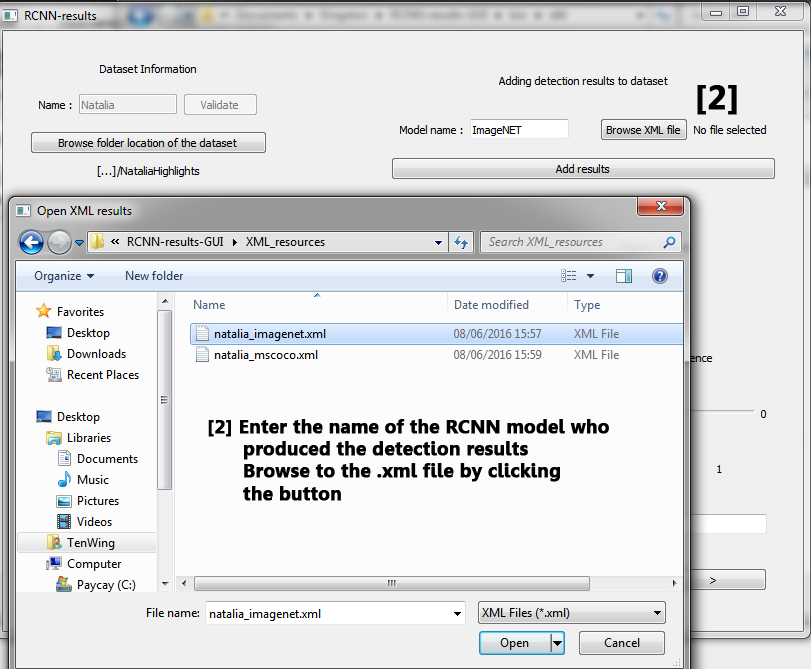 RCNN-results
Dataset Information
Adding detection results to dataset
[2]
Name : Natalia Validate
Model name : ImageNET Browse XML file No file selected
Browse folder location of the dataset
[...]/NataliaHighlights
Add results
Open XML results
« RCNN-results-GUI XML_resources
Search XML_resources
Organize New folder
Name Date modified Type
natalia_imagenet.xml 08/06/2016 15:57 XML File
natalia_mscoco.xml 08/06/2016 15:59 XML File
Favorites
Desktop
Downloads
Recent Places
Desktop
Libraries
Documents
Music
Pictures
Videos
TenWing
Computer
Paycay (C:)
[2] Enter the name of the RCNN model who
produced the detection results
Browse to the .xml file by clicking
the button
ence
0
1
>
File name: natalia_imagenet.xml XML Files (*.xml)
Open Cancel